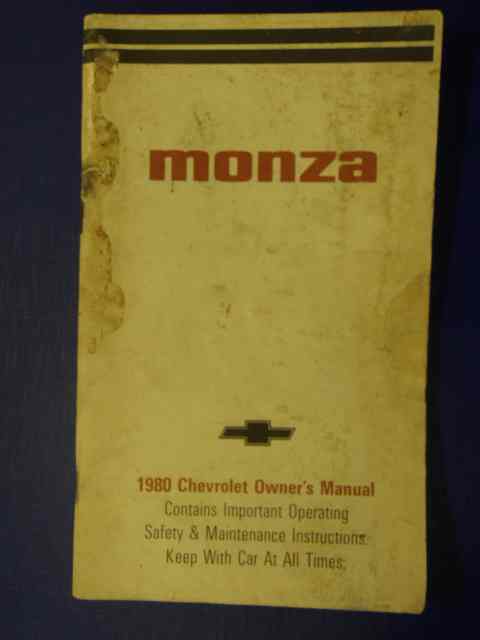 monza
1980 Chevrolet Owner's Manual
Contains Important Operating
Safety & Maintenance Instructions.
Keep With Car At All Times.